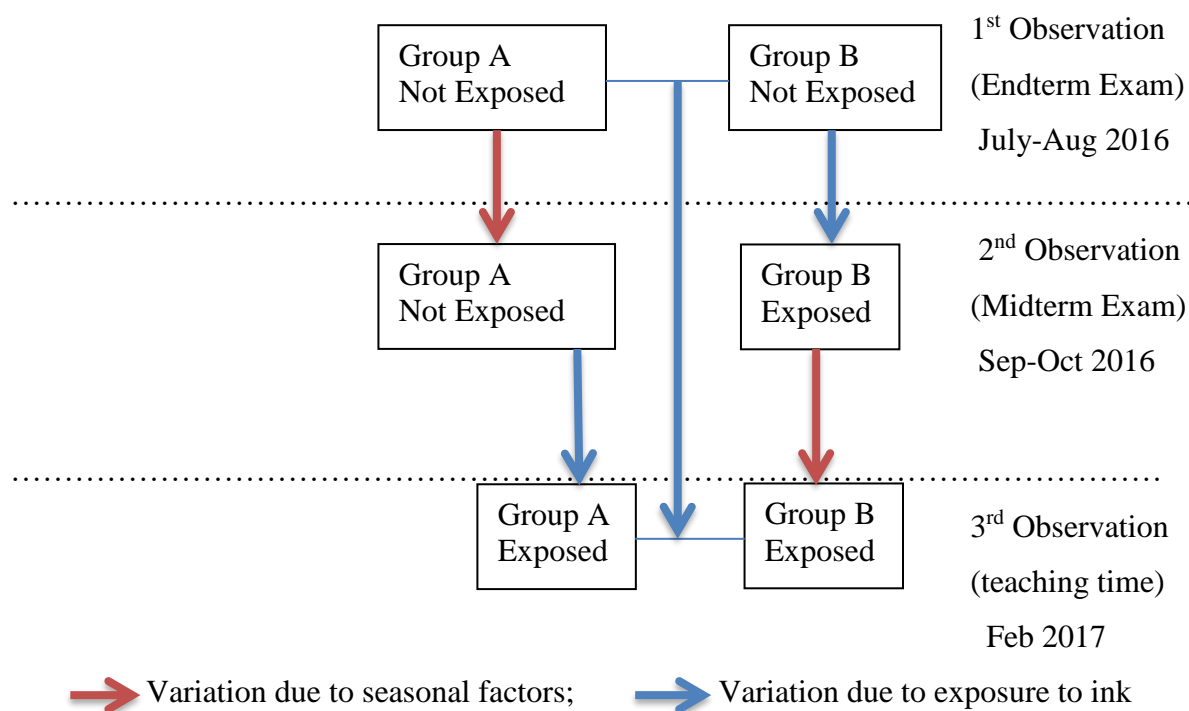 Group A
Not Exposed
Group B
Not Exposed
1st Observation
(Endterm Exam)
July-Aug 2016
Group A
Not Exposed
Group B
Exposed
2nd Observation
(Midterm Exam)
Sep-Oct 2016
Group A
Exposed
Group B
Exposed
3rd Observation
(teaching time)
Feb 2017
Variation due to seasonal factors; Variation due to exposure to ink